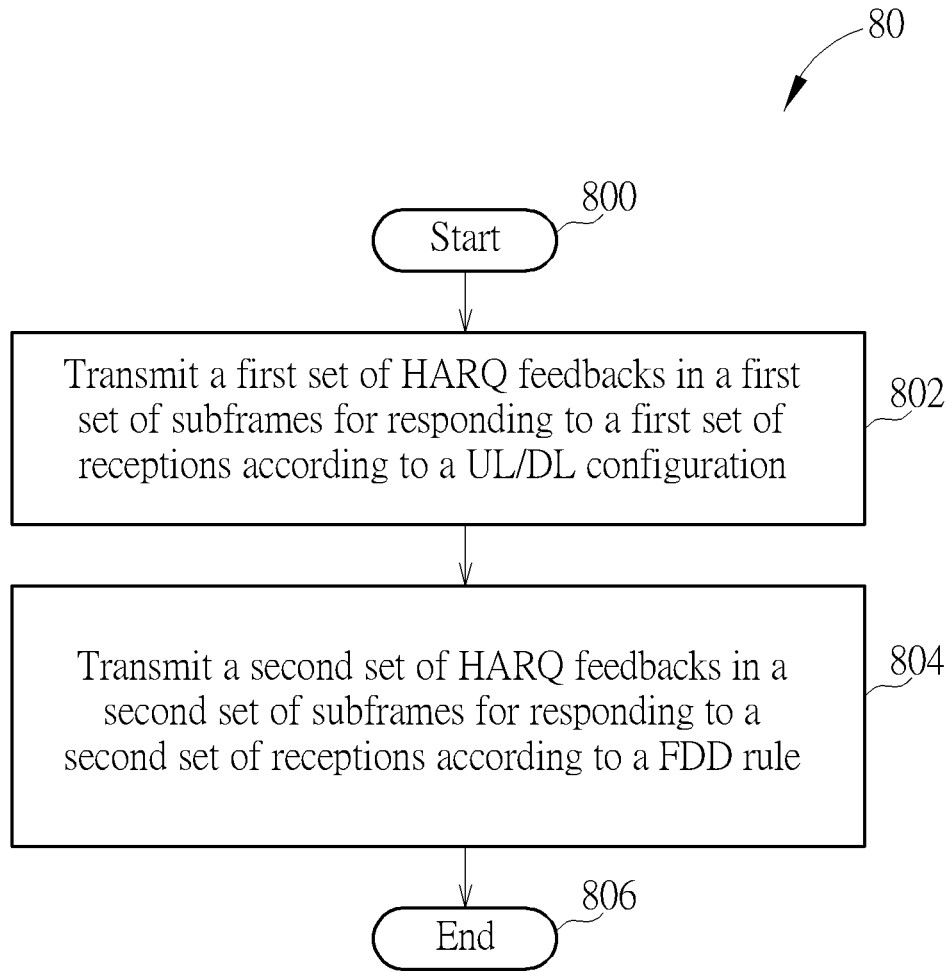 80
800
Start
Transmit a first set of HARQ feedbacks in a first
set of subframes for responding to a first set of
receptions according to a UL/DL configuration
802
Transmit a second set of HARQ feedbacks in a
second set of subframes for responding to a
second set of receptions according to a FDD rule
804
806
End